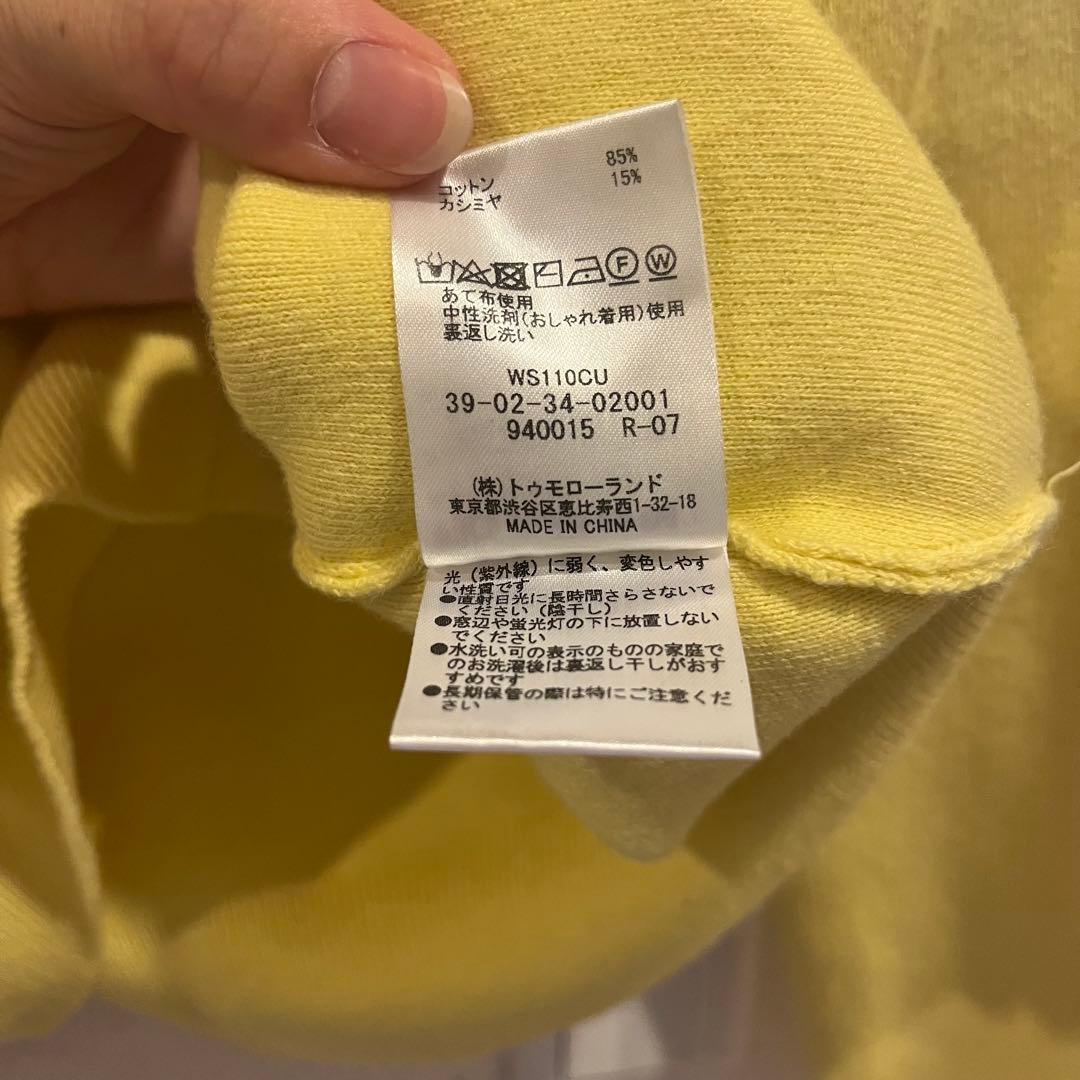 コットン 85%
カシミヤ 15%
F W
あて布使用
中性洗剤(おしゃれ着用)使用
裏返し洗い
WS110CU
39-02-34-02001
940015 R-07
(株)トゥモローランド
東京都渋谷区恵比寿西1-32-18
MADE IN CHINA
光(紫外線)に弱く、変色しやす
い性質です
●直射日光に長時間さらさないで
ください(陰干し)
●窓辺や蛍光灯の下に放置しない
でください
●水洗い可の表示のものの家庭で
のお洗濯後は裏返し干しがおす
すめです
●長期保管の際は特にご注意くだ
さい